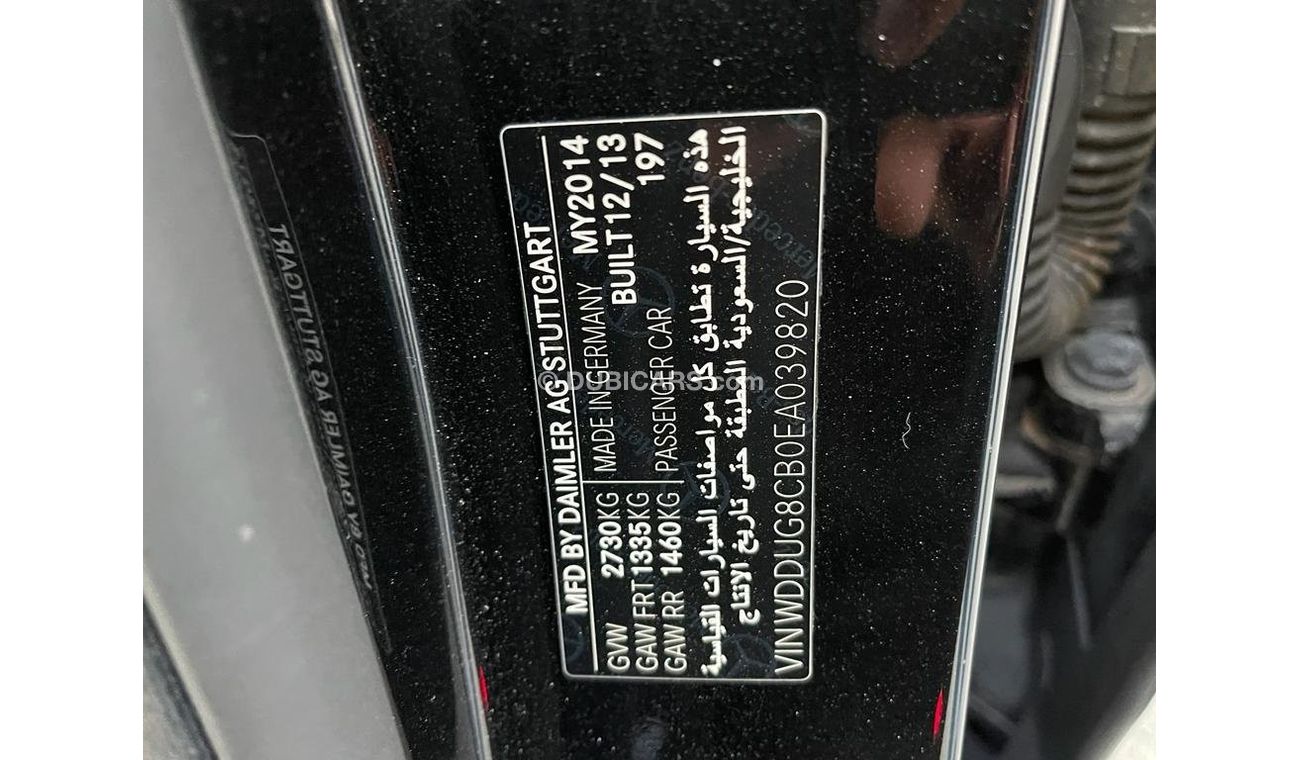 MFD BY DAIMLER AG STUTTGART
GVW 2730KG MADE IN GERMANY MY2014
GAW FRT 1335KG BUILT 12/13
GAW RR 1460KG PASSENGER CAR 197
هذه السيارة تطابق كل مواصفات السيارات القياسية
الخليجية/السعودية المطبقة حتى تاريخ الانتاج
VIN WDDUG8CB0EA039820
© DUBICARS.com